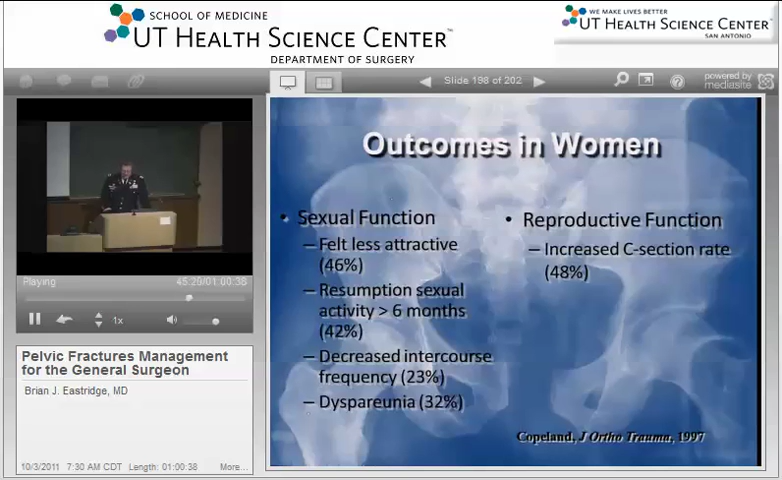 SCHOOL OF MEDICINE
UT HEALTH SCIENCE CENTER™
DEPARTMENT OF SURGERY
WE MAKE LIVES BETTER
UT HEALTH SCIENCE CENTER™
SAN ANTONIO
Slide 198 of 202
powered by
mediasite
Outcomes in Women
• Sexual Function
– Felt less attractive
(46%)
– Resumption sexual
activity > 6 months
(42%)
– Decreased intercourse
frequency (23%)
– Dyspareunia (32%)
• Reproductive Function
– Increased C-section rate
(48%)
Copeland, J Ortho Trauma, 1997
Playing
45:29/01:00:38
1x
Pelvic Fractures Management
for the General Surgeon
Brian J. Eastridge, MD
10/3/2011 7:30 AM CDT Length: 01:00:38 More...